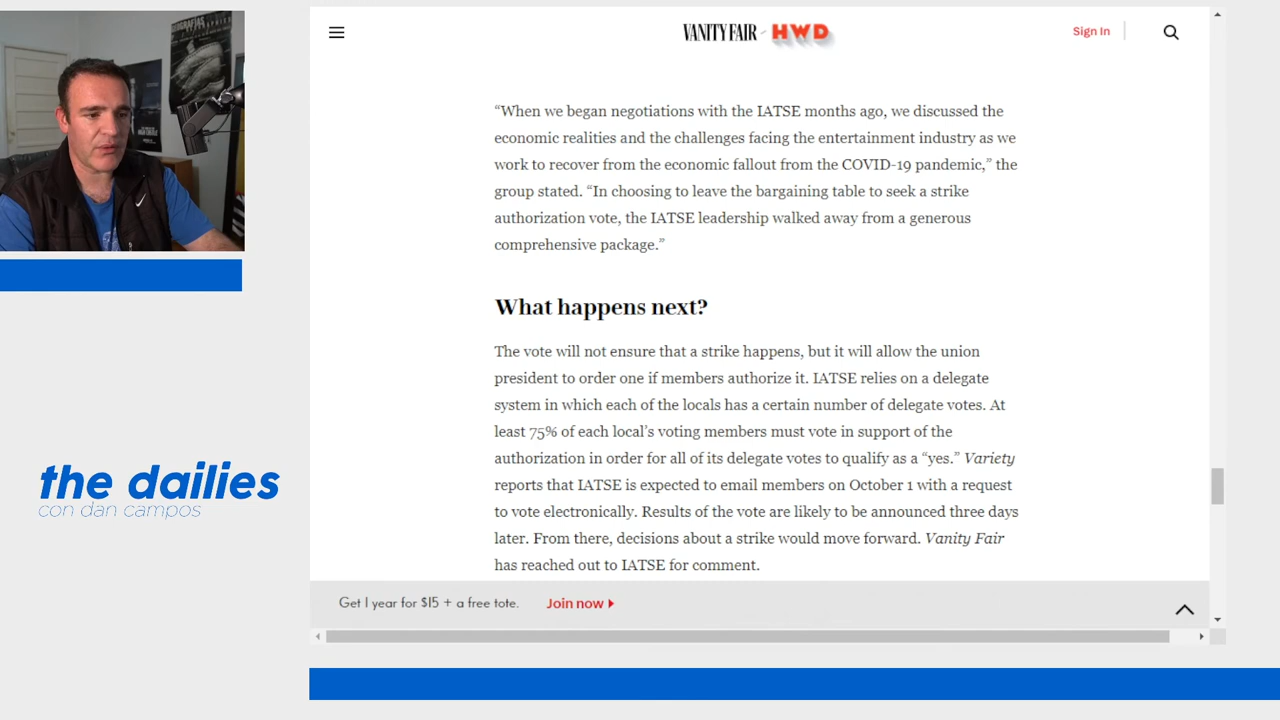 VANITY FAIR HWD
Sign In
“When we began negotiations with the IATSE months ago, we discussed the
economic realities and the challenges facing the entertainment industry as we
work to recover from the economic fallout from the COVID-19 pandemic,” the
group stated. “In choosing to leave the bargaining table to seek a strike
authorization vote, the IATSE leadership walked away from a generous
comprehensive package.”
What happens next?
The vote will not ensure that a strike happens, but it will allow the union
president to order one if members authorize it. IATSE relies on a delegate
system in which each of the locals has a certain number of delegate votes. At
least 75% of each local’s voting members must vote in support of the
authorization in order for all of its delegate votes to qualify as a “yes.” Variety
reports that IATSE is expected to email members on October 1 with a request
to vote electronically. Results of the vote are likely to be announced three days
later. From there, decisions about a strike would move forward. Vanity Fair
has reached out to IATSE for comment.
Get 1 year for $15 + a free tote.
Join now
the dailies
con dan campos